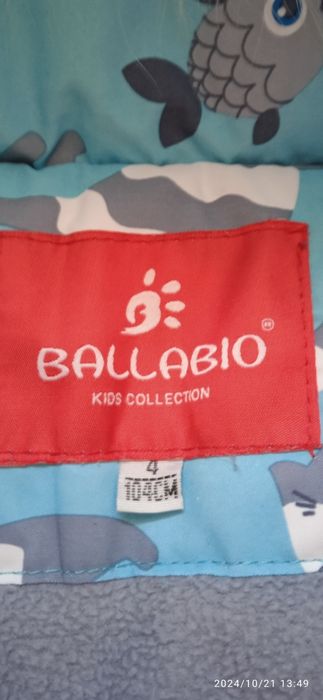 BALLABIO ®
KIDS COLLECTION
4
104CM
2024/10/21 13:49